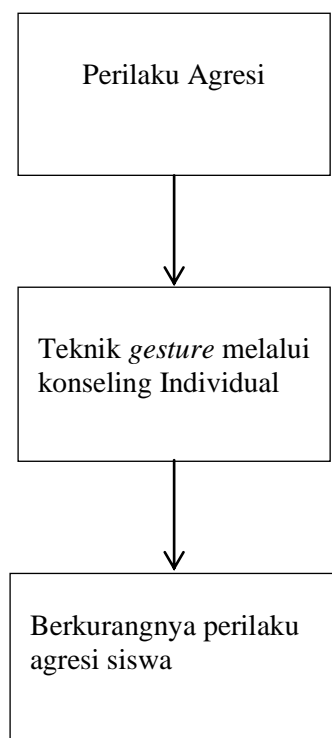 Perilaku Agresi
Teknik gesture melalui
konseling Individual
Berkurangnya perilaku
agresi siswa